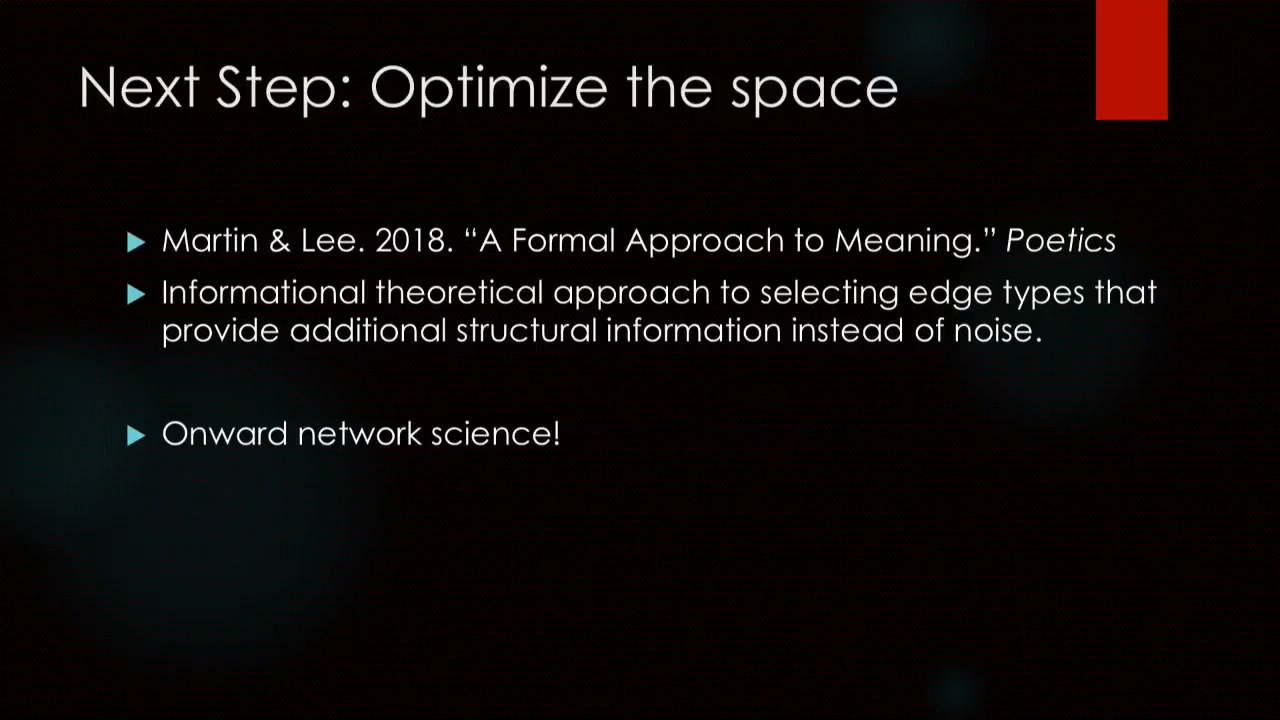 Next Step: Optimize the space
Martin & Lee. 2018. “A Formal Approach to Meaning.” Poetics
Informational theoretical approach to selecting edge types that
provide additional structural information instead of noise.
Onward network science!